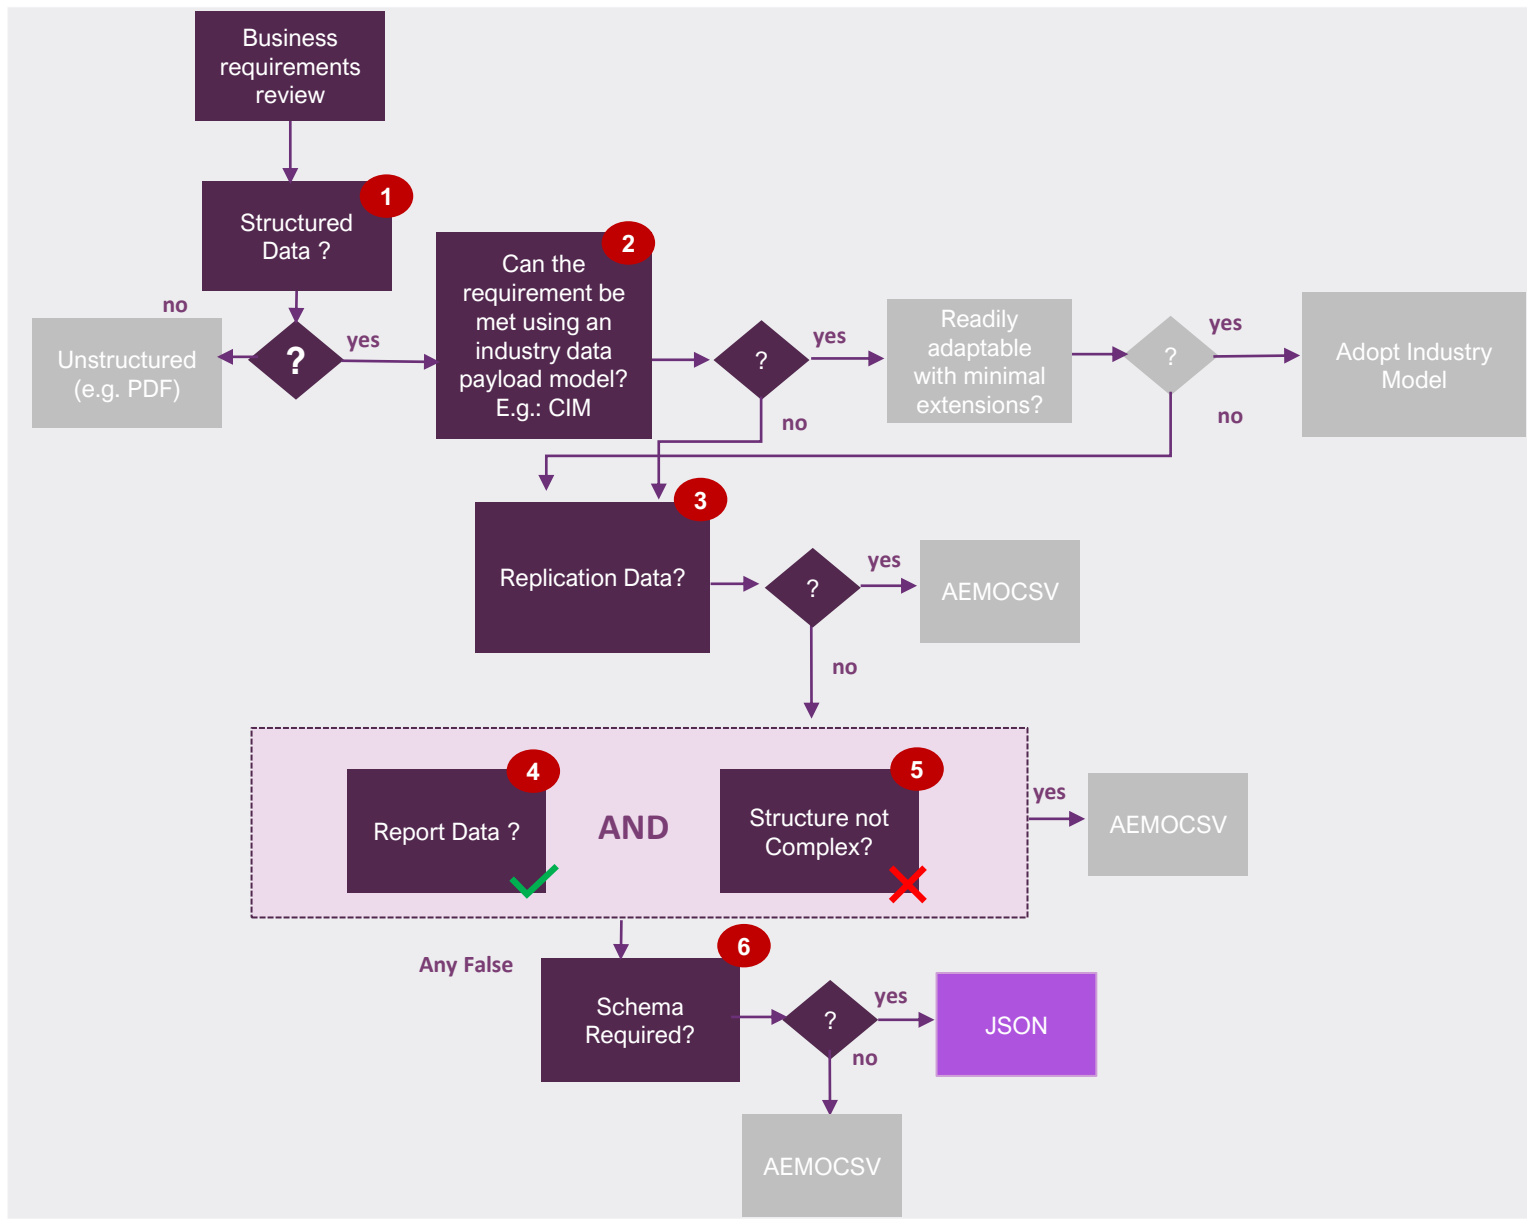 Business
requirements
review
1
Structured
Data ?
no
Unstructured
(e.g. PDF)
?
yes
2
Can the
requirement be
met using an
industry data
payload model?
E.g.: CIM
?
yes
no
Readily
adaptable
with minimal
extensions?
?
yes
no
Adopt Industry
Model
3
Replication Data?
?
yes
AEMOCSV
no
4
Report Data ?
AND
5
Structure not
Complex?
yes
AEMOCSV
Any False
6
Schema
Required?
?
yes
JSON
no
AEMOCSV